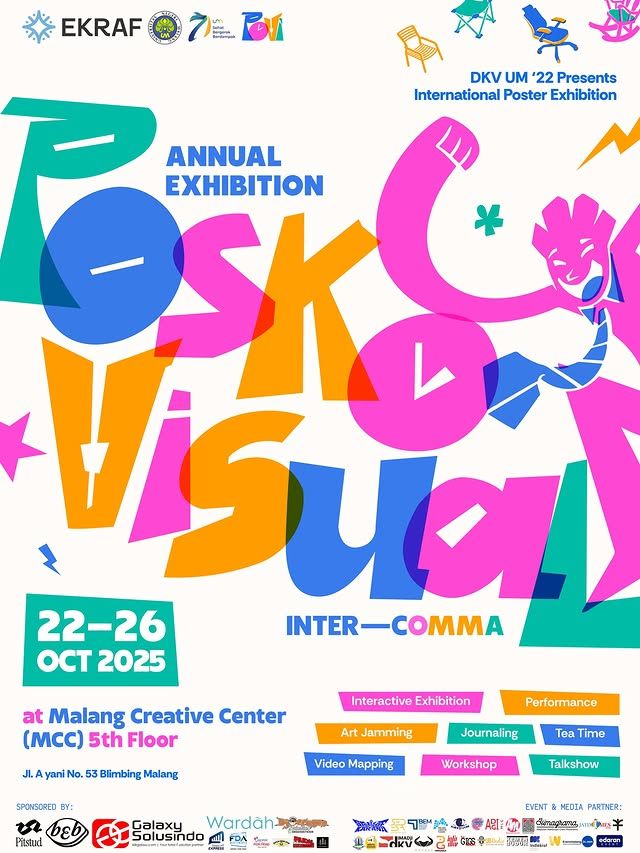 EKRAF
DKV UM ‘22 Presents
International Poster Exhibition
ANNUAL
EXHIBITION
PosKo
Visual
INTER—COMMA
22–26
OCT 2025
at Malang Creative Center
(MCC) 5th Floor
Jl. A yani No. 53 Blimbing Malang
Interactive Exhibition
Performance
Art Jamming
Journaling
Tea Time
Video Mapping
Workshop
Talkshow
SPONSORED BY:
EVENT & MEDIA PARTNER:
Pitstud
beb
Galaxy
Solusindo
Wardah
FDA